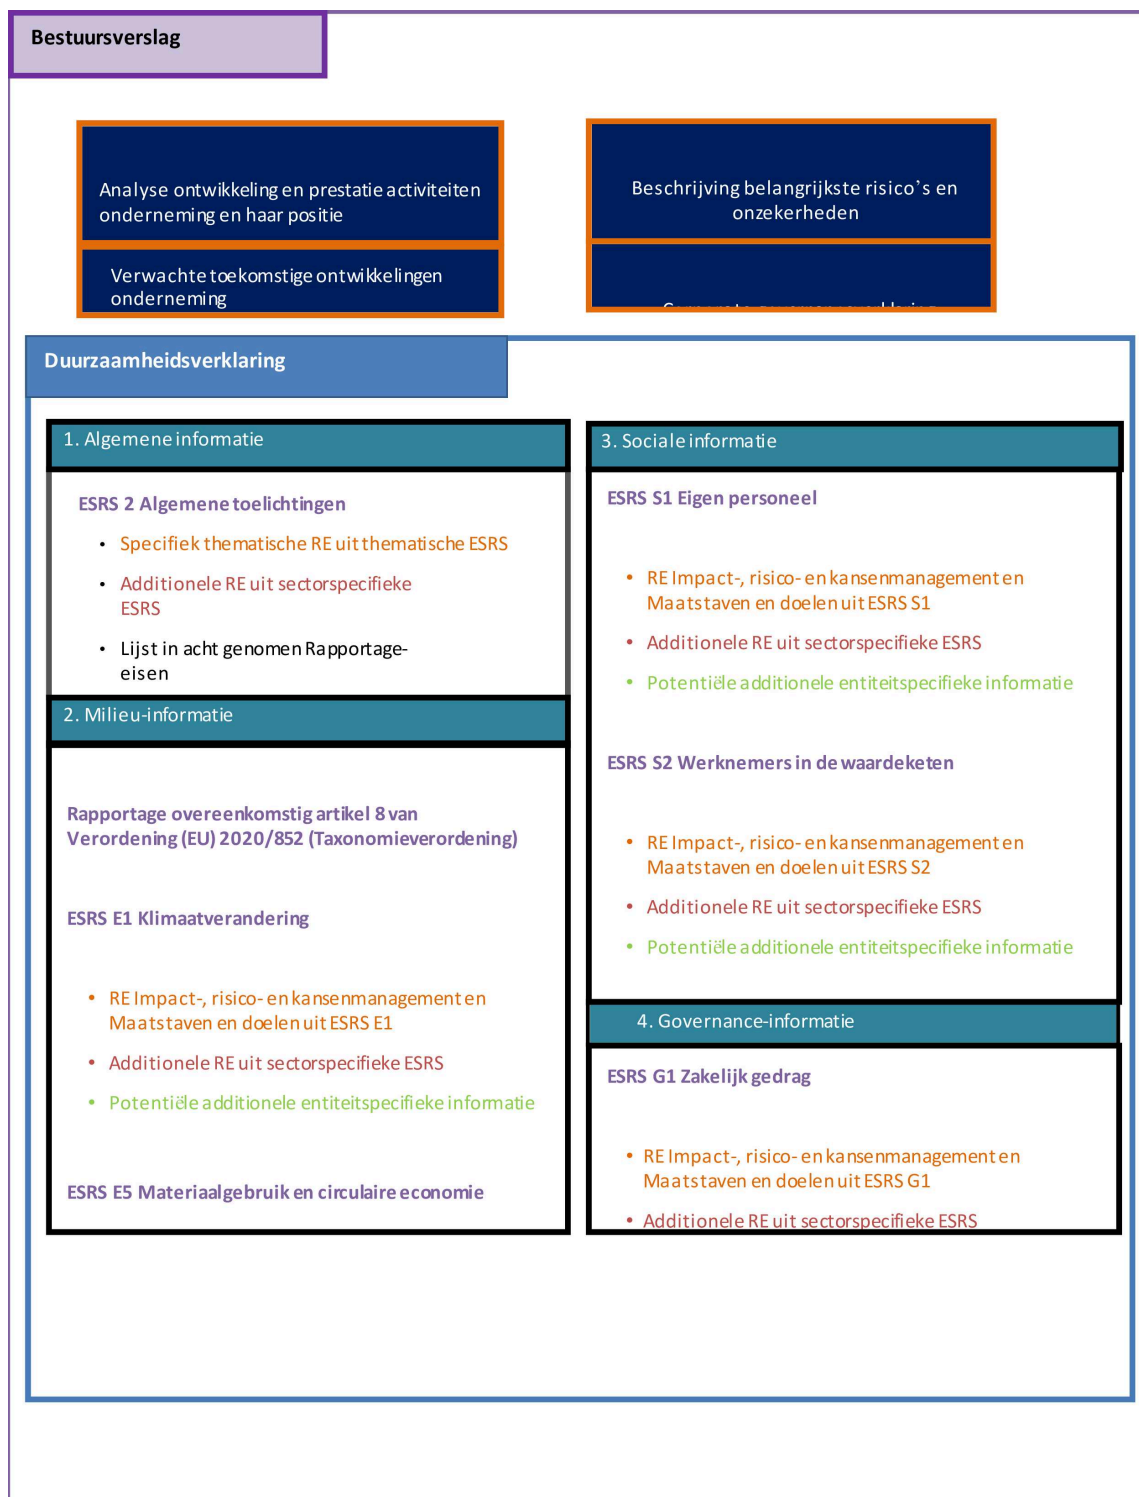 Bestuursverslag
Analyse ontwikkeling en prestatie activiteiten
onderneming en haar positie
Verwachte toekomstige ontwikkelingen
onderneming
Beschrijving belangrijkste risico’s en
onzekerheden
Duurzaamheidsverklaring
1. Algemene informatie
ESRS 2 Algemene toelichtingen
• Specifiek thematische RE uit thematische ESRS
• Additionele RE uit sectorspecifieke
ESRS
• Lijst in acht genomen Rapportage-
eisen
2. Milieu-informatie
Rapportage overeenkomstig artikel 8 van
Verordening (EU) 2020/852 (Taxonomieverordening)
ESRS E1 Klimaatverandering
• RE Impact-, risico- en kansenmanagement en
Maatstaven en doelen uit ESRS E1
• Additionele RE uit sectorspecifieke ESRS
• Potentiële additionele entiteitspecifieke informatie
ESRS E5 Materiaalgebruik en circulaire economie
3. Sociale informatie
ESRS S1 Eigen personeel
• RE Impact-, risico- en kansenmanagement en
Maatstaven en doelen uit ESRS S1
• Additionele RE uit sectorspecifieke ESRS
• Potentiële additionele entiteitspecifieke informatie
ESRS S2 Werknemers in de waardeketen
• RE Impact-, risico- en kansenmanagement en
Maatstaven en doelen uit ESRS S2
• Additionele RE uit sectorspecifieke ESRS
• Potentiële additionele entiteitspecifieke informatie
4. Governance-informatie
ESRS G1 Zakelijk gedrag
• RE Impact-, risico- en kansenmanagement en
Maatstaven en doelen uit ESRS G1
• Additionele RE uit sectorspecifieke ESRS